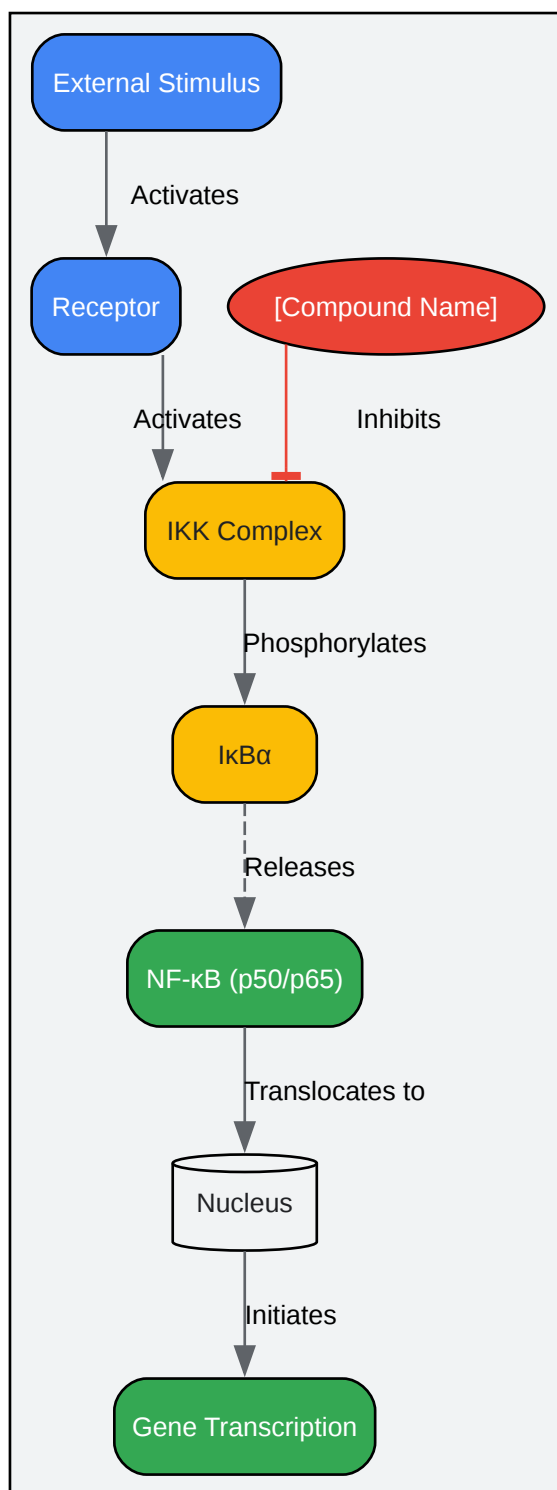 External Stimulus
Activates
Receptor
[Compound Name]
Activates
Inhibits
IKK Complex
Phosphorylates
IκBα
Releases
NF-κB (p50/p65)
Translocates to
Nucleus
Initiates
Gene Transcription